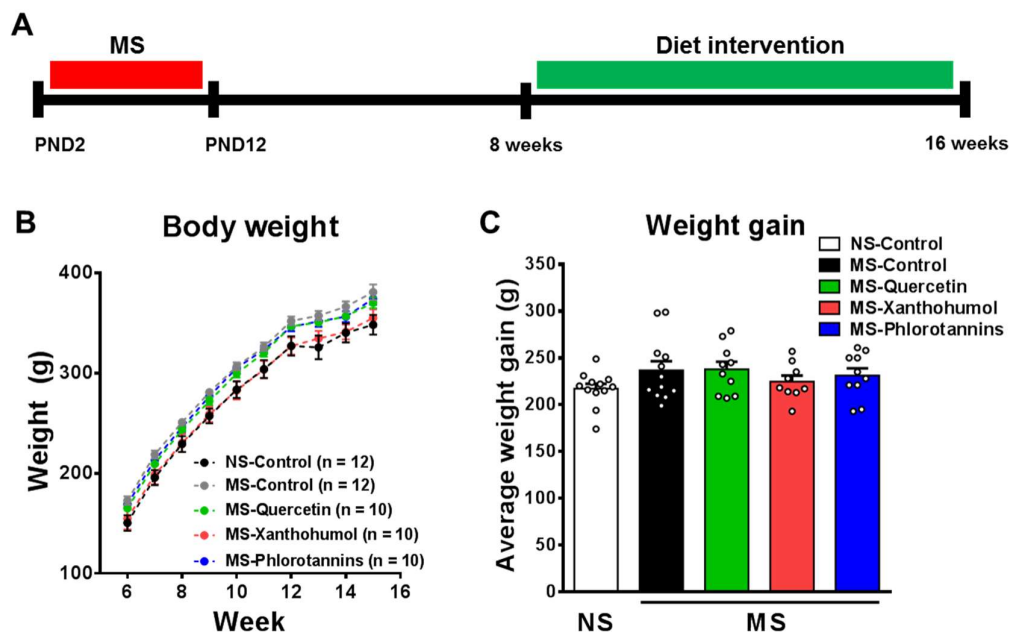 A
MS
Diet intervention
PND2
PND12
8 weeks
16 weeks
B
Body weight
400
300
200
100
Weight (g)
6
8
10
12
14
16
Week
NS-Control (n = 12)
MS-Control (n = 12)
MS-Quercetin (n = 10)
MS-Xanthohumol (n = 10)
MS-Phlorotannins (n = 10)
C
Weight gain
NS-Control
MS-Control
MS-Quercetin
MS-Xanthohumol
MS-Phlorotannins
350
300
250
200
150
100
50
0
Average weight gain (g)
NS
MS